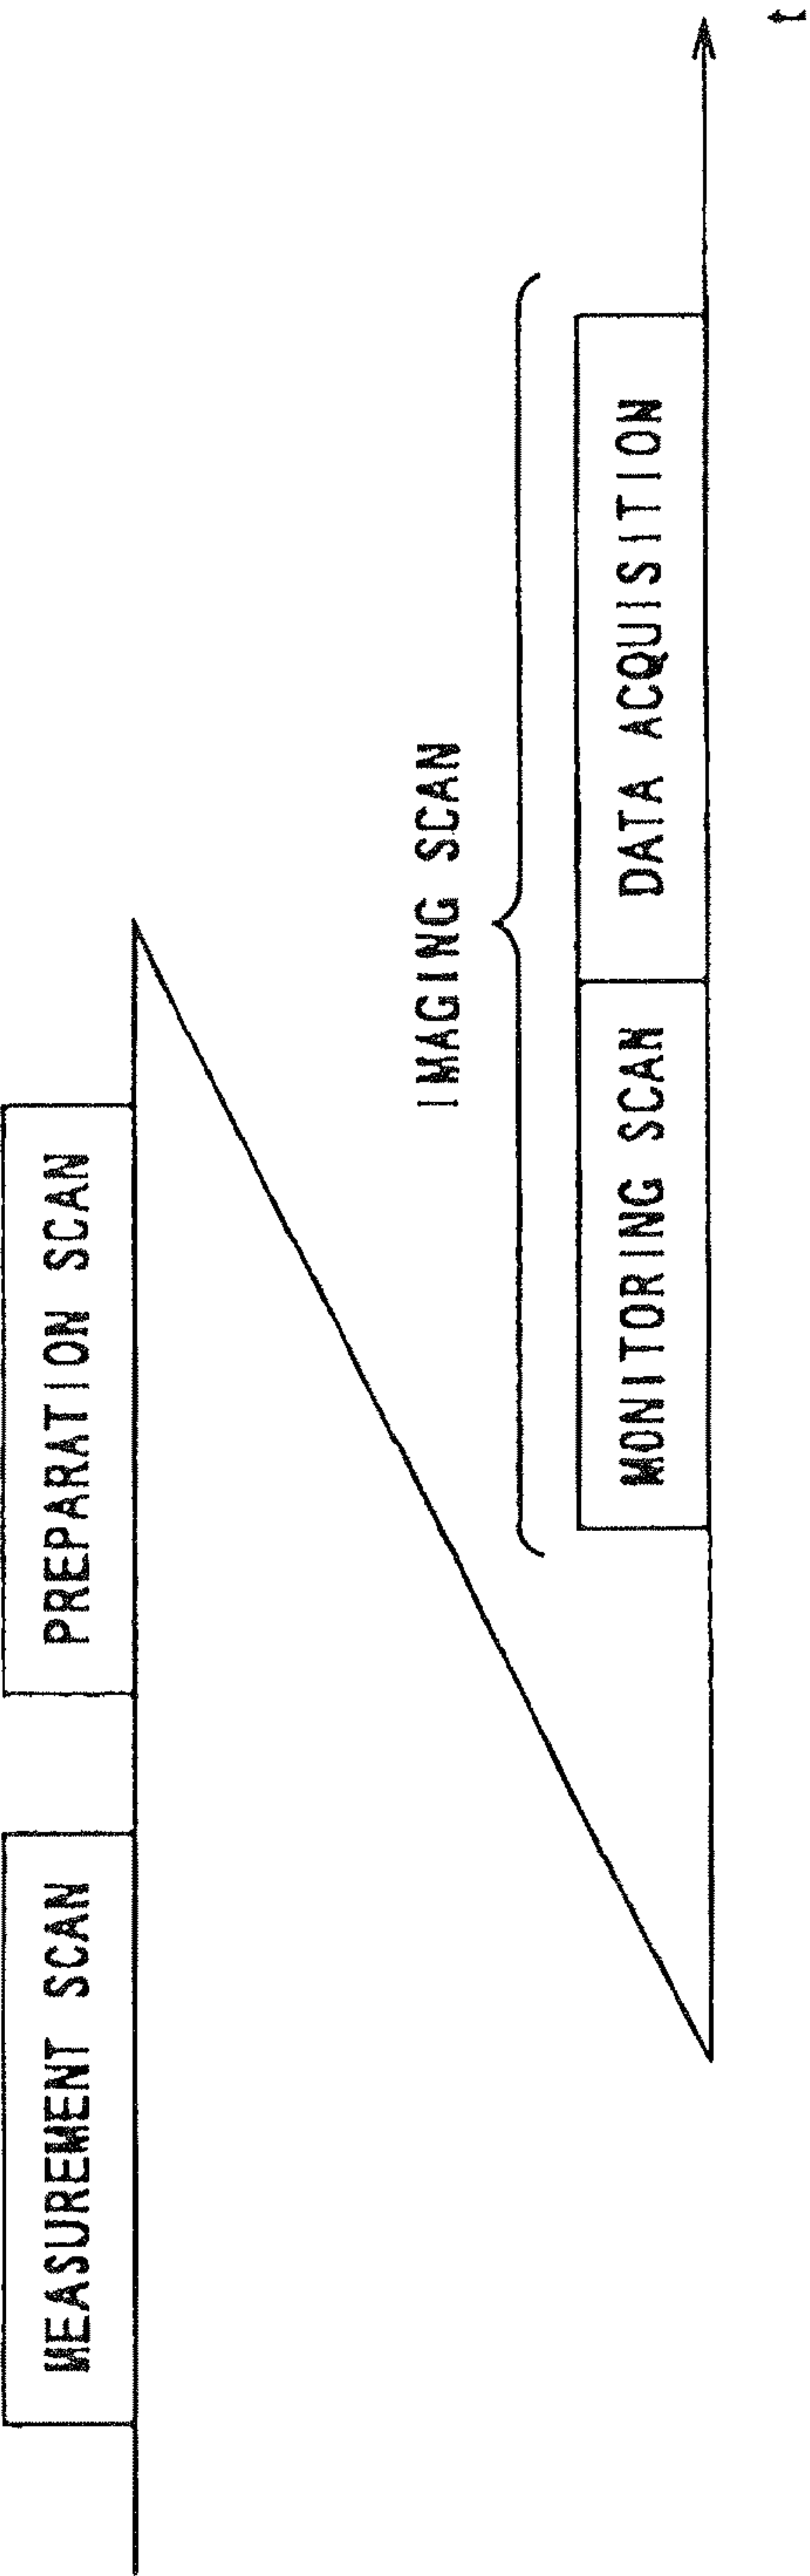 MEASUREMENT SCAN
PREPARATION SCAN
IMAGING SCAN
MONITORING SCAN
DATA ACQUISITION
t